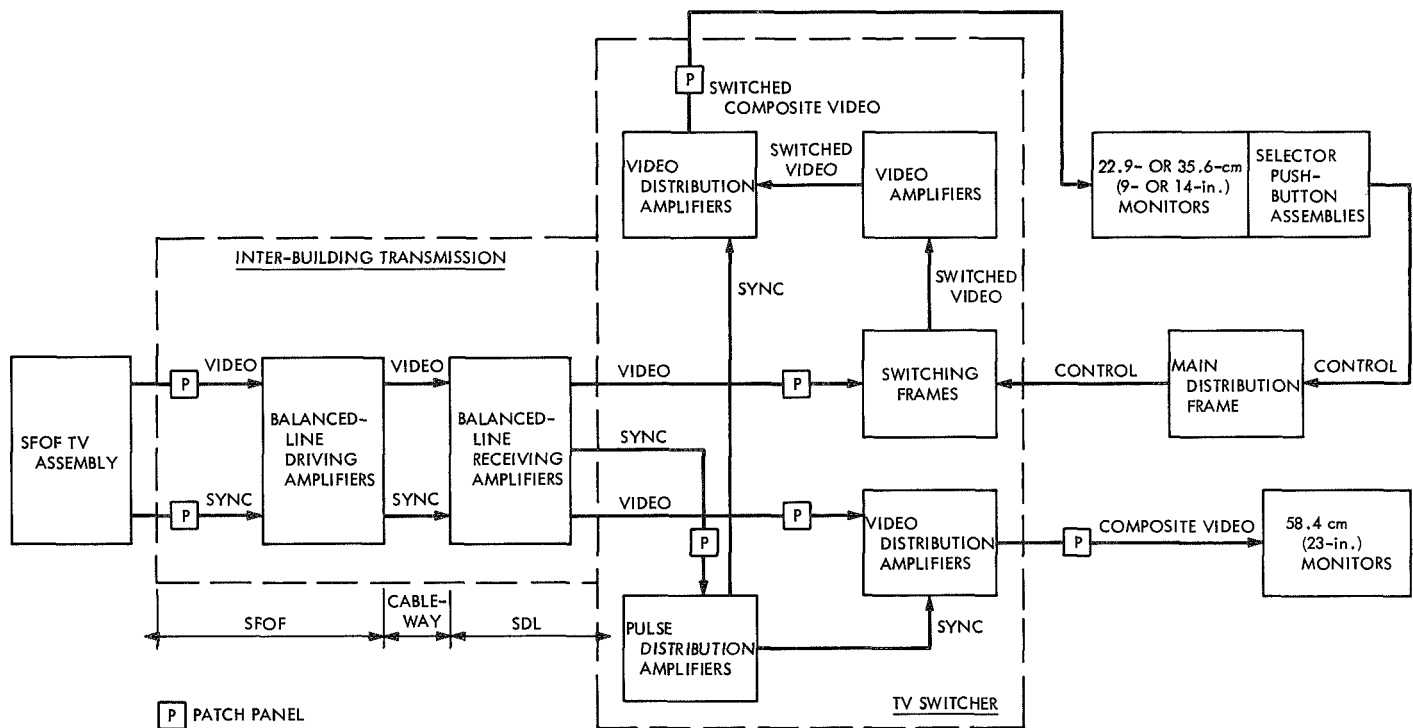 P
SWITCHED
COMPOSITE VIDEO
VIDEO
DISTRIBUTION
AMPLIFIERS
SWITCHED
VIDEO
VIDEO
AMPLIFIERS
22.9- OR 35.6-cm
(9- OR 14-in.)
MONITORS
SELECTOR
PUSH-
BUTTON
ASSEMBLIES
INTER-BUILDING TRANSMISSION
SYNC
SWITCHED
VIDEO
SFOF TV
ASSEMBLY
P
VIDEO
BALANCED-
LINE
DRIVING
AMPLIFIERS
VIDEO
BALANCED-
LINE
RECEIVING
AMPLIFIERS
VIDEO
P
SWITCHING
FRAMES
CONTROL
MAIN
DISTRIBUTION
FRAME
CONTROL
P
SYNC
SYNC
SYNC
VIDEO
P
P
VIDEO
DISTRIBUTION
AMPLIFIERS
P
COMPOSITE VIDEO
58.4 cm
(23-in.)
MONITORS
SFOF
CABLE-
WAY
SDL
PULSE
DISTRIBUTION
AMPLIFIERS
SYNC
P PATCH PANEL
TV SWITCHER